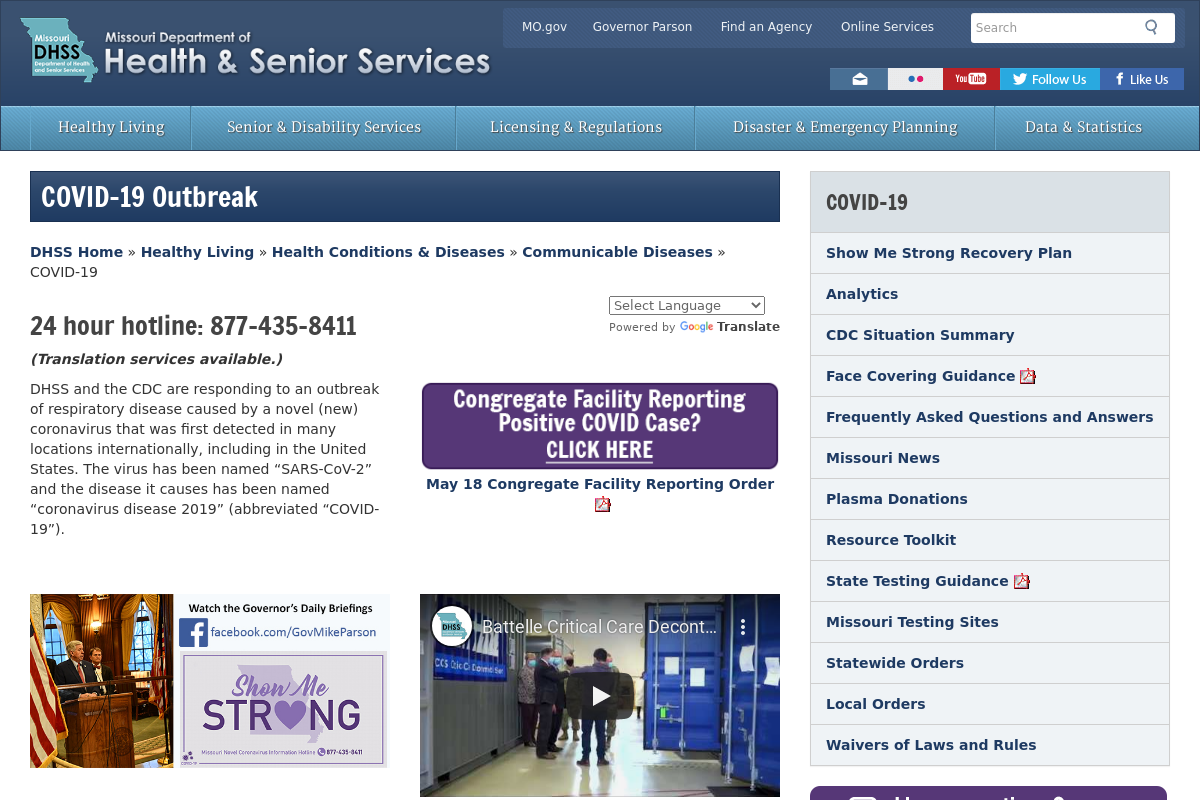 Missouri
DHSS
Department of Health
and Senior Services
Missouri Department of
Health & Senior Services
MO.gov
Governor Parson
Find an Agency
Online Services
Search
You Tube
Follow Us
Like Us
Healthy Living
Senior & Disability Services
Licensing & Regulations
Disaster & Emergency Planning
Data & Statistics
COVID-19 Outbreak
DHSS Home » Healthy Living » Health Conditions & Diseases » Communicable Diseases »
COVID-19
Select Language
Powered by Google Translate
24 hour hotline: 877-435-8411
(Translation services available.)
DHSS and the CDC are responding to an outbreak
of respiratory disease caused by a novel (new)
coronavirus that was first detected in many
locations internationally, including in the United
States. The virus has been named “SARS-CoV-2”
and the disease it causes has been named
“coronavirus disease 2019” (abbreviated “COVID-
19”).
Congregate Facility Reporting
Positive COVID Case?
CLICK HERE
May 18 Congregate Facility Reporting Order
Watch the Governor's Daily Briefings
facebook.com/GovMikeParson
Show Me
STRONG
Missouri Novel Coronavirus Information Hotline 877-435-8411
DHSS
Battelle Critical Care Decont...
COVID-19
Show Me Strong Recovery Plan
Analytics
CDC Situation Summary
Face Covering Guidance
Frequently Asked Questions and Answers
Missouri News
Plasma Donations
Resource Toolkit
State Testing Guidance
Missouri Testing Sites
Statewide Orders
Local Orders
Waivers of Laws and Rules